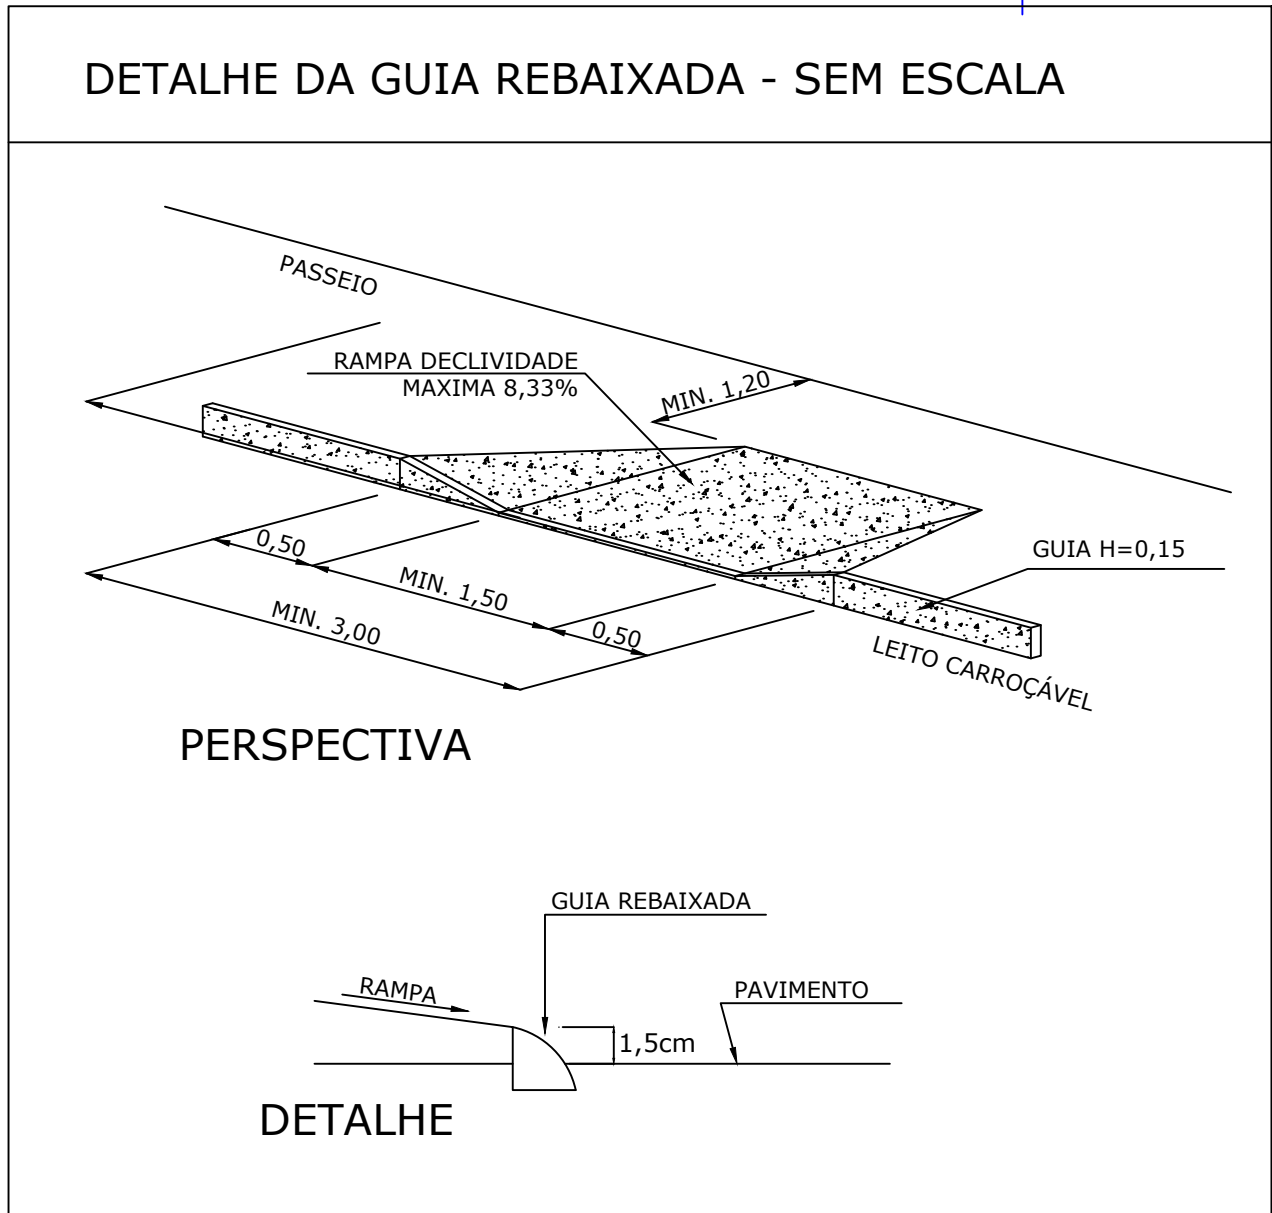 DETALHE DA GUIA REBAIXADA - SEM ESCALA
PASSEIO
RAMPA DECLIVIDADE
MAXIMA 8,33%
MIN. 1,20
0,50
MIN. 1,50
0,50
MIN. 3,00
GUIA H=0,15
LEITO CARROÇÁVEL
PERSPECTIVA
GUIA REBAIXADA
RAMPA
PAVIMENTO
1,5cm
DETALHE